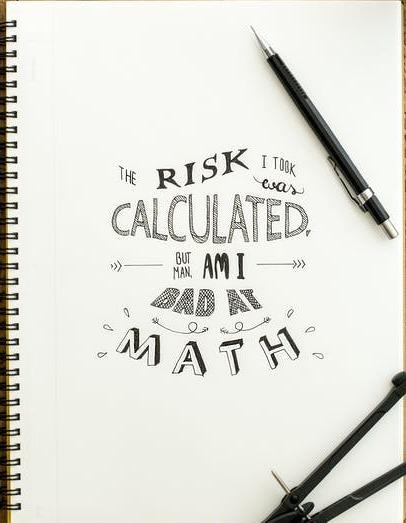 THE RISK I TOOK
was
CALCULATED,
BUT
MAN, AM I
BAD AT
MATH